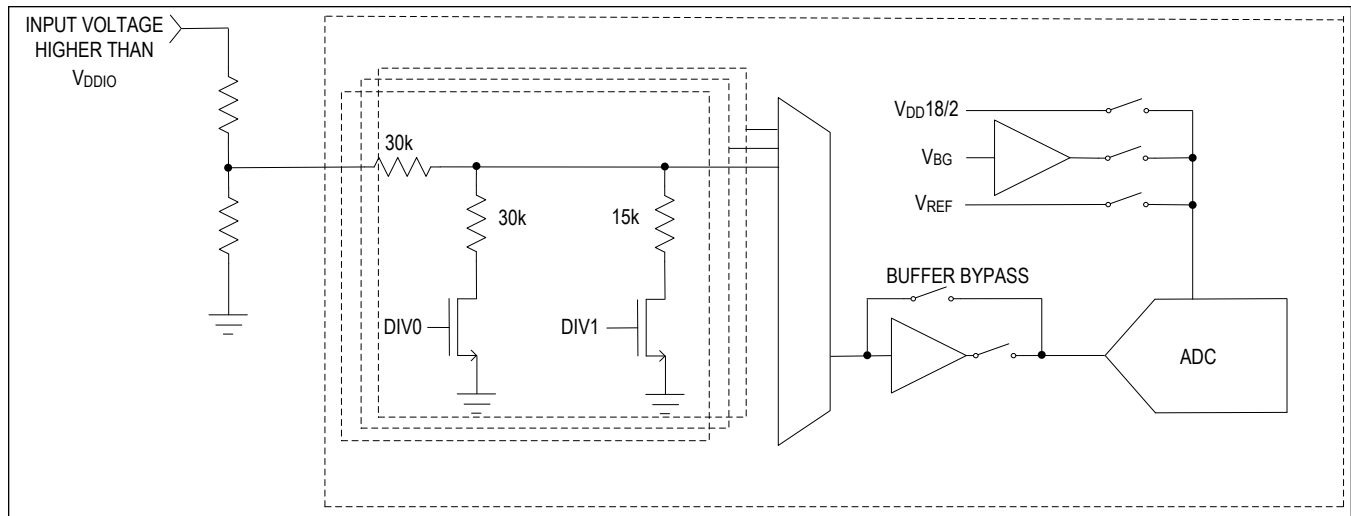 INPUT VOLTAGE
HIGHER THAN
VDDIO
30k
30k
15k
DIV0
DIV1
VDD18/2
VBG
VREF
BUFFER BYPASS
ADC